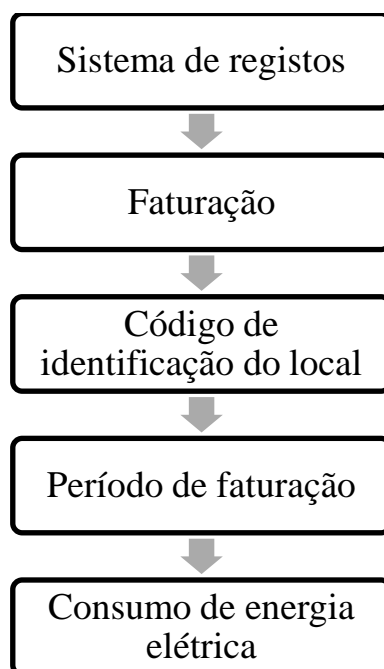 Sistema de registos
Faturação
Código de
identificação do local
Período de faturação
Consumo de energia
elétrica